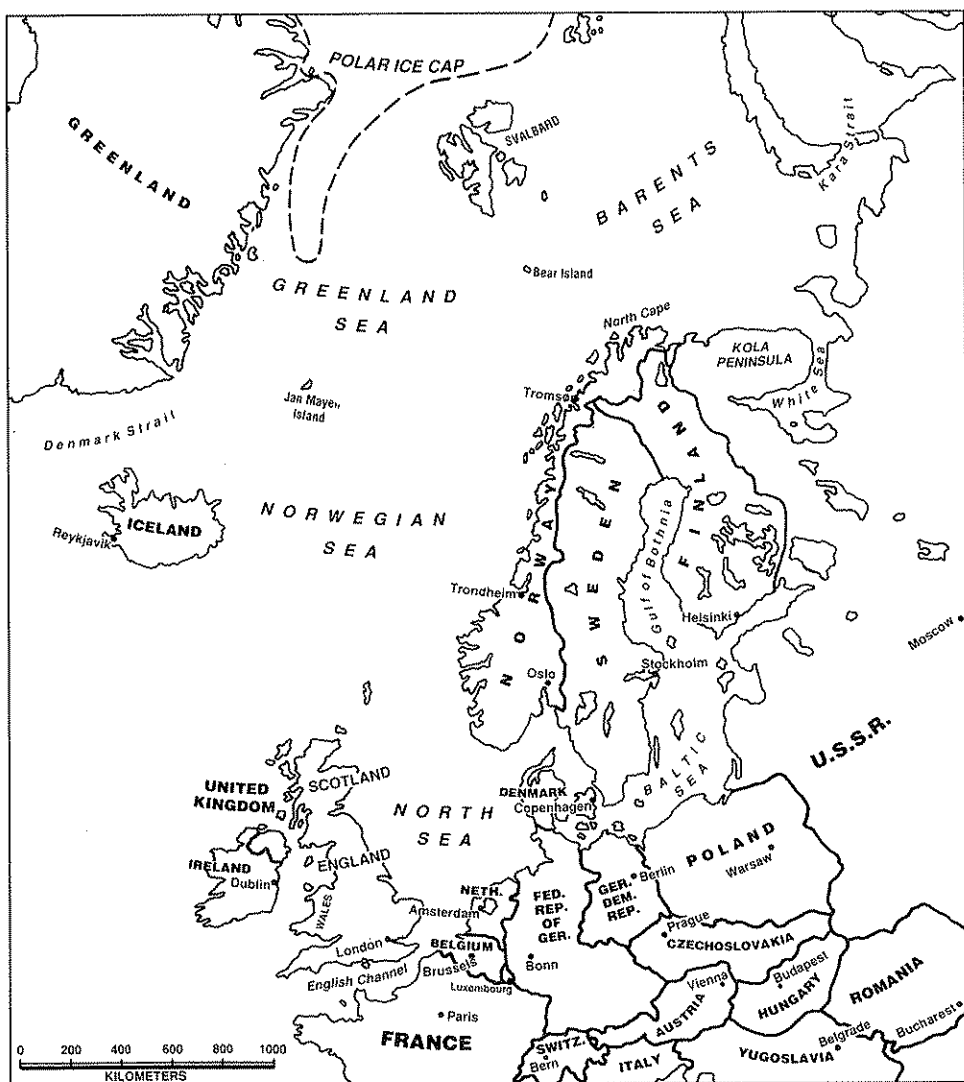 POLAR ICE CAP
GREENLAND
SVALBARD
BARENTS
SEA
Kara Strait
Bear Island
GREENLAND
SEA
North Cape
KOLA
PENINSULA
White Sea
Jan Mayen
Island
Tromsø
Denmark Strait
ICELAND
Reykjavik
NORWEGIAN
SEA
NORWAY
SWEDEN
FINLAND
Gulf of Bothnia
Trondheim
Helsinki
Moscow
Oslo
Stockholm
U.S.S.R.
BALTIC
SEA
SCOTLAND
UNITED
KINGDOM
NORTH
SEA
DENMARK
Copenhagen
IRELAND
Dublin
ENGLAND
WALES
NETH.
Amsterdam
FED.
REP.
OF
GER.
GER.
DEM.
REP.
Berlin
POLAND
Warsaw
London
BELGIUM
Brussels
English Channel
Luxembourg
Bonn
Prague
CZECHOSLOVAKIA
Paris
FRANCE
Vienna
AUSTRIA
Budapest
HUNGARY
ROMANIA
Bucharest
SWITZ.
Bern
ITALY
YUGOSLAVIA
Belgrade
0 200 400 600 800 1000
KILOMETERS